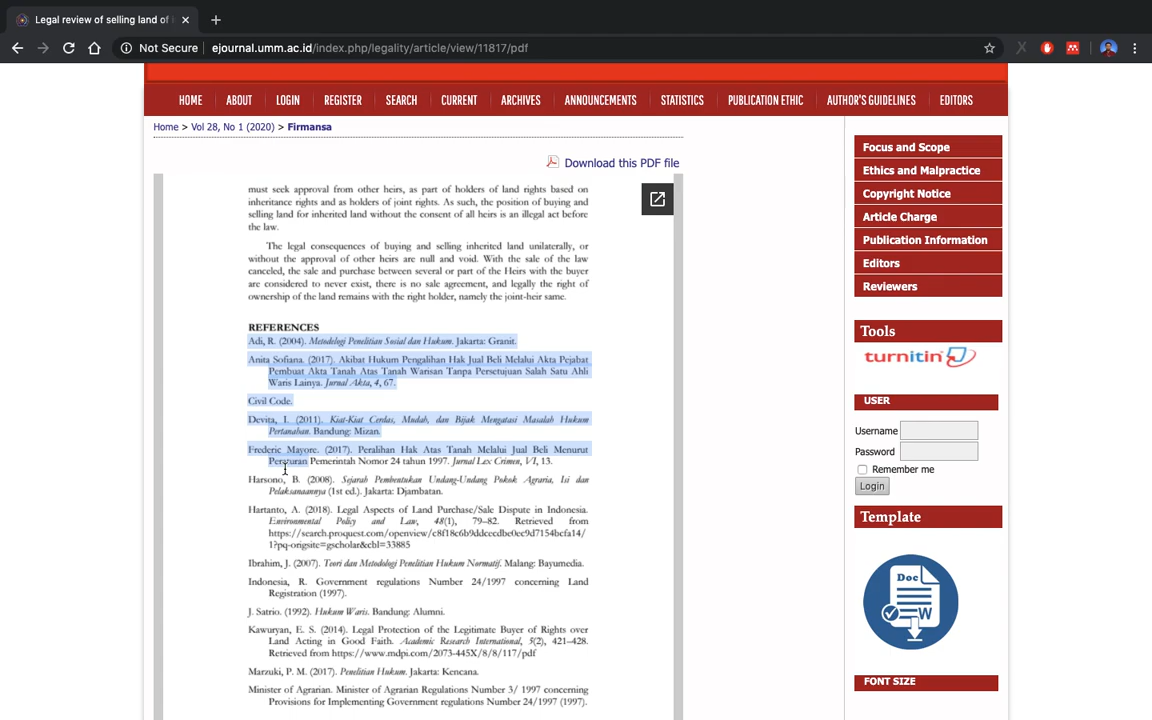 Legal review of selling land of
Not Secure | ejournal.umm.ac.id/index.php/legality/article/view/11817/pdf
HOME ABOUT LOGIN REGISTER SEARCH CURRENT ARCHIVES ANNOUNCEMENTS STATISTICS PUBLICATION ETHIC AUTHOR'S GUIDELINES EDITORS
Home > Vol 28, No 1 (2020) > Firmansa
Download this PDF file
must seek approval from other heirs, as part of holders of land rights based on
inheritance rights and as holders of joint rights. As such, the position of buying and
selling land for inherited land without the consent of all heirs is an illegal act before
the law.
The legal consequences of buying and selling inherited land unilaterally, or
without the approval of other heirs are null and void. With the sale of the law
canceled, the sale and purchase between several or part of the Heirs with the buyer
are considered to never exist, there is no sale agreement, and legally the right of
ownership of the land remains with the right holder, namely the joint-heir same.
REFERENCES
Adi, R. (2004). Metodologi Penelitian Sosial dan Hukum. Jakarta: Granit.
Anita Sofiana. (2017). Akibat Hukum Pengalihan Hak Jual Beli Melalui Akta Pejabat
Pembuat Akta Tanah Atas Tanah Warisan Tanpa Persetujuan Salah Satu Ahli
Waris Lainya. Jurnal Akta, 4, 67.
Civil Code.
Devita, I. (2011). Kiat-Kiat Cerdas, Mudah, dan Bijak Mengatasi Masalah Hukum
Pertanahan. Bandung: Mizan.
Frederic Mayore. (2017). Peralihan Hak Atas Tanah Melalui Jual Beli Menurut
Peraturan Pemerintah Nomor 24 tahun 1997. Jurnal Lex Crimen, VI, 13.
Harsono, B. (2008). Sejarah Pembentukan Undang-Undang Pokok Agraria, Isi dan
Pelaksanaannya (1st ed.). Jakarta: Djambatan.
Hartanto, A. (2018). Legal Aspects of Land Purchase/Sale Dispute in Indonesia.
Environmental Policy and Law, 48(1), 79–82. Retrieved from
1?pq-origsite=gscholar&cbl=33885
Ibrahim, J. (2007). Teori dan Metodologi Penelitian Hukum Normatif. Malang: Bayumedia.
Indonesia, R. Government regulations Number 24/1997 concerning Land
Registration (1997).
J. Satrio. (1992). Hukum Waris. Bandung: Alumni.
Kawuryan, E. S. (2014). Legal Protection of the Legitimate Buyer of Rights over
Land Acting in Good Faith. Academic Research International, 5(2), 421–428.
Retrieved from https://www.mdpi.com/2073-445X/8/8/117/pdf
Marzuki, P. M. (2017). Penelitian Hukum. Jakarta: Kencana.
Minister of Agrarian. Minister of Agrarian Regulations Number 3/ 1997 concerning
Provisions for Implementing Government regulations Number 24/1997 (1997).
Focus and Scope
Ethics and Malpractice
Copyright Notice
Article Charge
Publication Information
Editors
Reviewers
Tools
turnitin
USER
Username
Password
Remember me
Login
Template
Doc
W
FONT SIZE